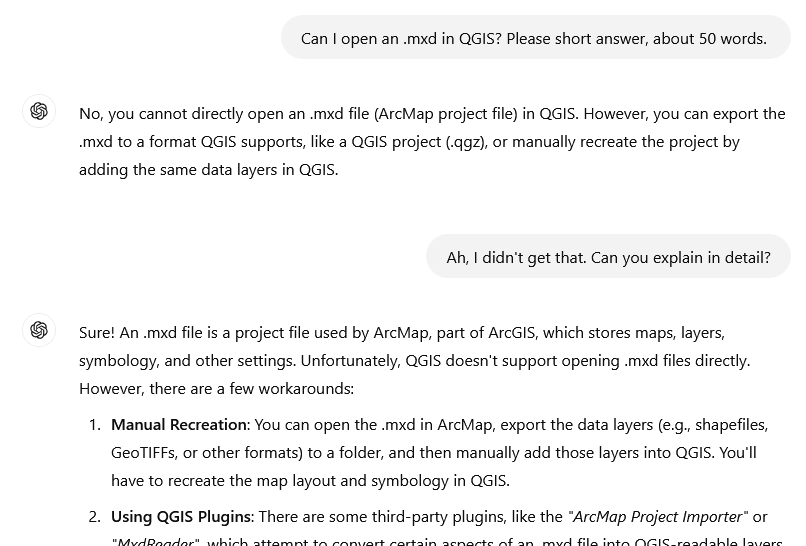 Can I open an .mxd in QGIS? Please short answer, about 50 words.
No, you cannot directly open an .mxd file (ArcMap project file) in QGIS. However, you can export the
.mxd to a format QGIS supports, like a QGIS project (.qgz), or manually recreate the project by
adding the same data layers in QGIS.
Ah, I didn't get that. Can you explain in detail?
Sure! An .mxd file is a project file used by ArcMap, part of ArcGIS, which stores maps, layers,
symbology, and other settings. Unfortunately, QGIS doesn't support opening .mxd files directly.
However, there are a few workarounds:
1. Manual Recreation: You can open the .mxd in ArcMap, export the data layers (e.g., shapefiles,
GeoTIFFs, or other formats) to a folder, and then manually add those layers into QGIS. You'll
have to recreate the map layout and symbology in QGIS.
2. Using QGIS Plugins: There are some third-party plugins, like the "ArcMap Project Importer" or
"MxdReader", which attempt to convert certain aspects of an .mxd file into QGIS-readable layers